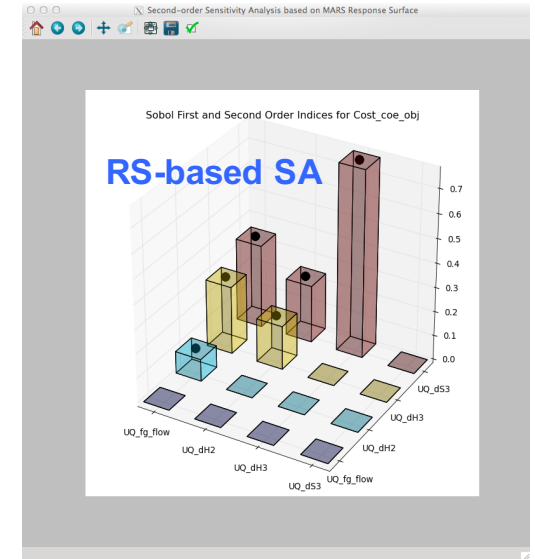 Second-order Sensitivity Analysis based on MARS Response Surface
Sobol First and Second Order Indices for Cost_coe_obj
RS-based SA
0.7
0.6
0.5
0.4
0.3
0.2
0.1
0.0
UQ_dS3
UQ_dH3
UQ_dH2
UQ_fg_flow
UQ_fg_flow
UQ_dH2
UQ_dH3
UQ_dS3